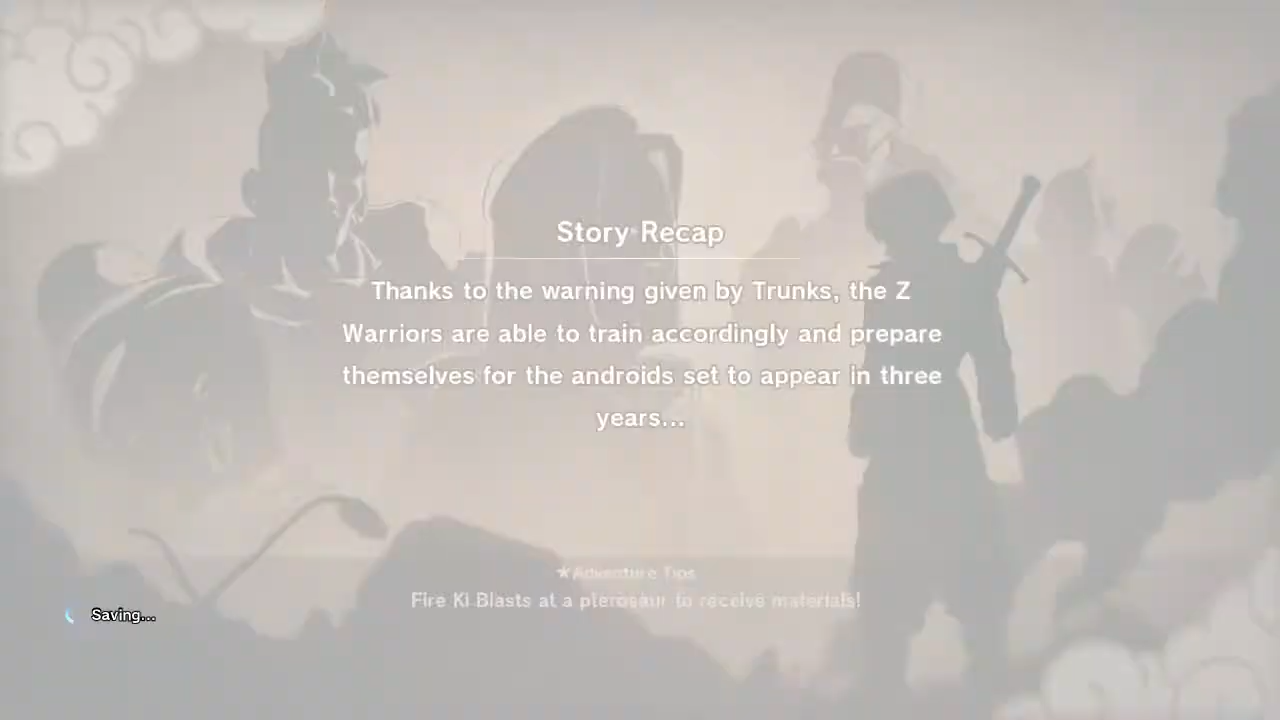 Story Recap
Thanks to the warning given by Trunks, the Z
Warriors are able to train accordingly and prepare
themselves for the androids set to appear in three
years...
★Adventure Tips
Fire Ki Blasts at a pterosaur to receive materials!
Saving...